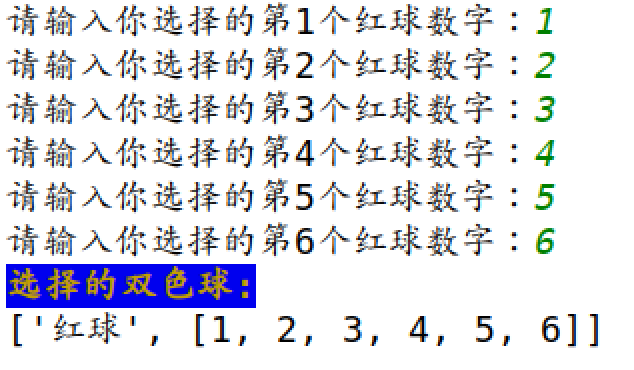 请输入你选择的第1个红球数字：1
请输入你选择的第2个红球数字：2
请输入你选择的第3个红球数字：3
请输入你选择的第4个红球数字：4
请输入你选择的第5个红球数字：5
请输入你选择的第6个红球数字：6
选择的双色球:
['红球', [1, 2, 3, 4, 5, 6]]